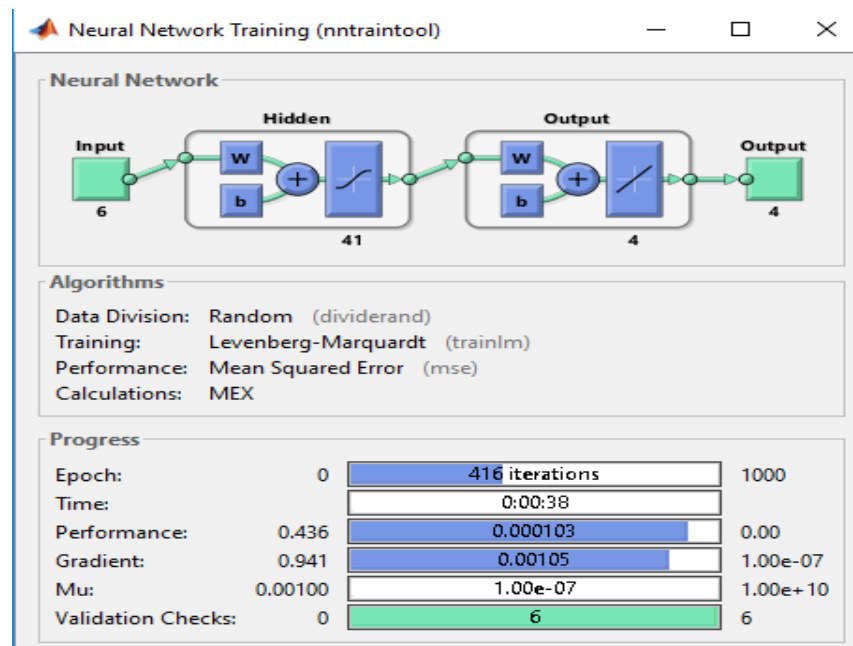 Neural Network Training (nntraintool)
Neural Network
Hidden
Output
Input
Output
W
b
+
W
b
+
6
41
4
4
Algorithms
Data Division: Random (dividerand)
Training: Levenberg-Marquardt (trainlm)
Performance: Mean Squared Error (mse)
Calculations: MEX
Progress
Epoch: 0 416 iterations 1000
Time: 0:00:38
Performance: 0.436 0.000103 0.00
Gradient: 0.941 0.00105 1.00e-07
Mu: 0.00100 1.00e-07 1.00e+10
Validation Checks: 0 6 6